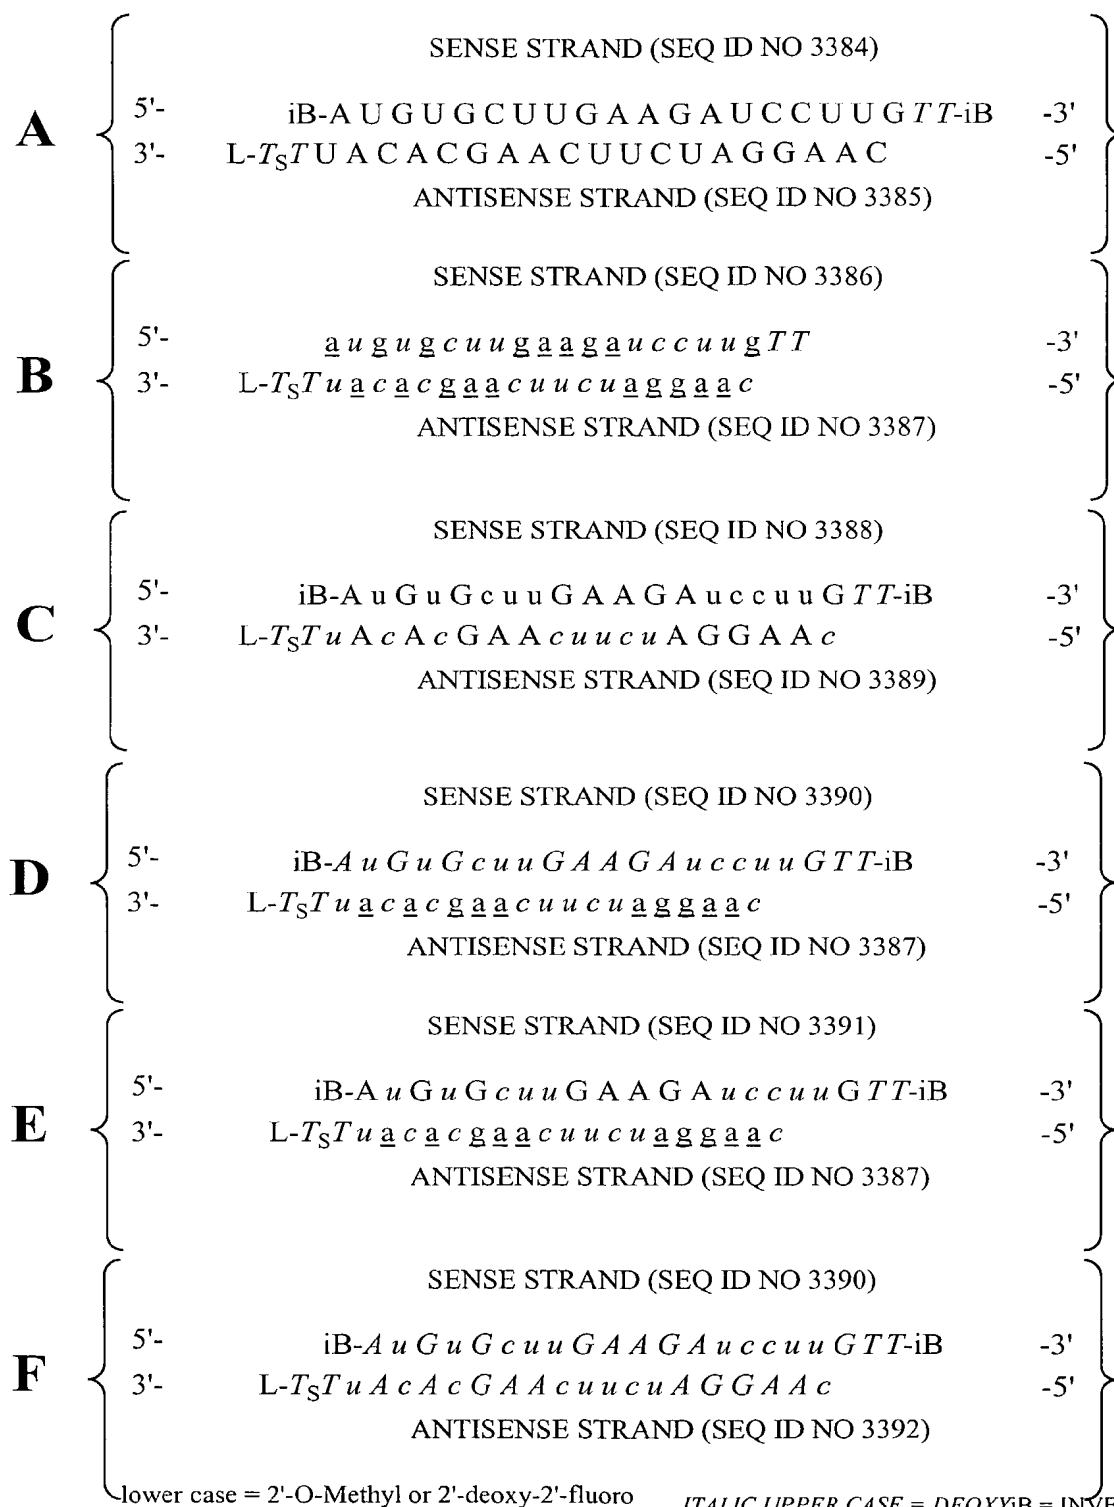 SENSE STRAND (SEQ ID NO 3384)
A
5'- iB-A U G U G C U U G A A G A U C C U U G T T-iB -3'
3'- L-TSTU A C A C G A A C U U C U A G G A A C -5'
ANTISENSE STRAND (SEQ ID NO 3385)
SENSE STRAND (SEQ ID NO 3386)
B
5'- a u g u g c u u g a a g a u c c u u g T T -3'
3'- L-TST u a c a c g a a c u u c u a g g a a c -5'
ANTISENSE STRAND (SEQ ID NO 3387)
SENSE STRAND (SEQ ID NO 3388)
C
5'- iB-A u G u G c u u G A A G A u c c u u G T T-iB -3'
3'- L-TST u A c A c G A A c u u c u A G G A A c -5'
ANTISENSE STRAND (SEQ ID NO 3389)
SENSE STRAND (SEQ ID NO 3390)
D
5'- iB-A u G u G c u u G A A G A u c c u u G T T-iB -3'
3'- L-TST u a c a c g a a c u u c u a g g a a c -5'
ANTISENSE STRAND (SEQ ID NO 3387)
SENSE STRAND (SEQ ID NO 3391)
E
5'- iB-A u G u G c u u G A A G A u c c u u G T T-iB -3'
3'- L-TST u a c a c g a a c u u c u a g g a a c -5'
ANTISENSE STRAND (SEQ ID NO 3387)
SENSE STRAND (SEQ ID NO 3390)
F
5'- iB-A u G u G c u u G A A G A u c c u u G T T-iB -3'
3'- L-TST u A c A c G A A c u u c u A G G A A c -5'
ANTISENSE STRAND (SEQ ID NO 3392)
lower case = 2'-O-Methyl or 2'-deoxy-2'-fluoro ITALIC UPPER CASE = DEOXY iB =